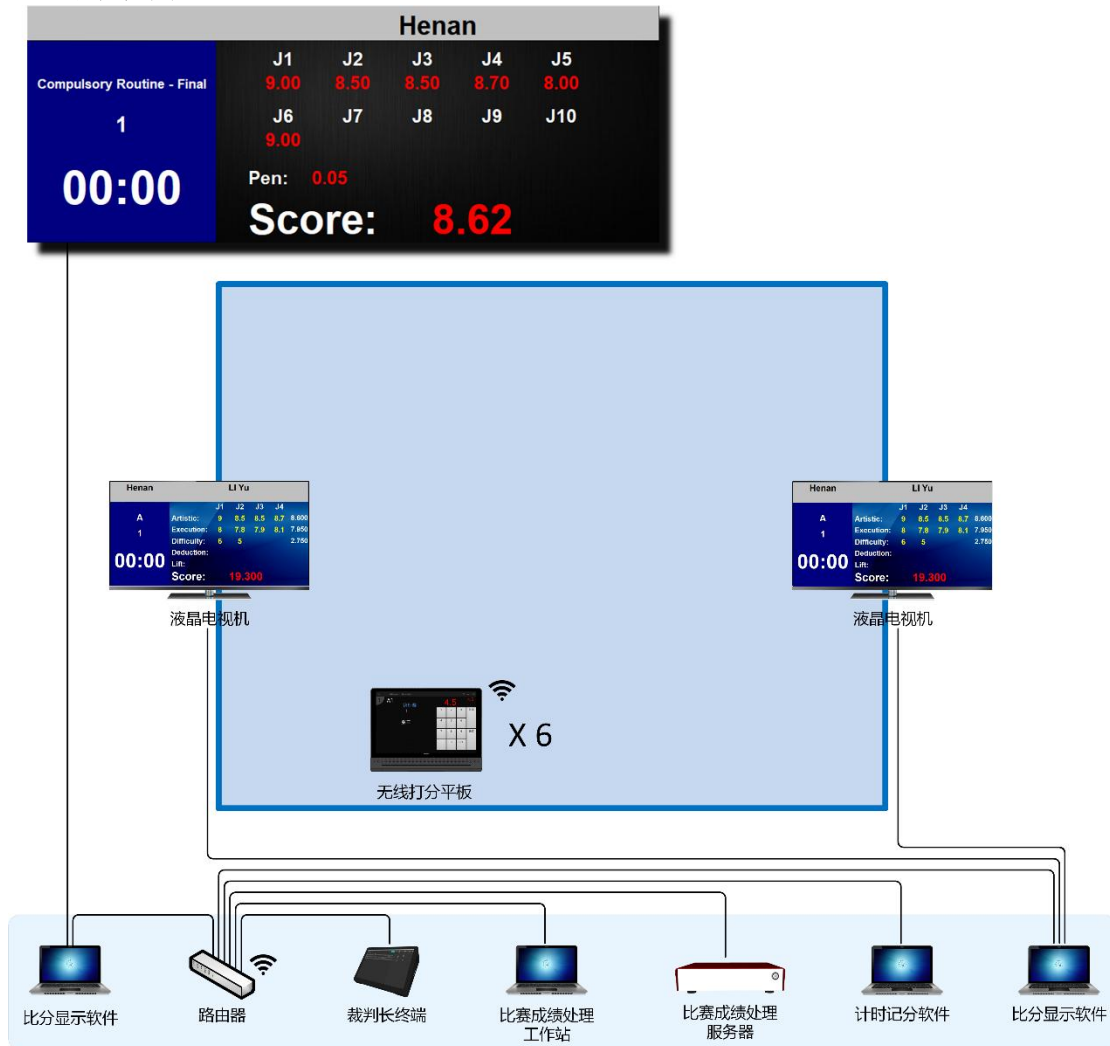 Henan
Compulsory Routine - Final
1
00:00
J1 J2 J3 J4 J5
9.00 8.50 8.50 8.70 8.00
J6 J7 J8 J9 J10
9.00
Pen: 0.05
Score: 8.62
Henan LI Yu
A
1
00:00
J1 J2 J3 J4
Artistic: 9 8.5 8.5 8.7 8.600
Execution: 8 7.8 7.9 8.1 7.950
Difficulty: 6 5 2.750
Deduction:
Lift:
Score: 19.300
液晶电视机
Henan LI Yu
A
1
00:00
J1 J2 J3 J4
Artistic: 9 8.5 8.5 8.7 8.600
Execution: 8 7.8 7.9 8.1 7.950
Difficulty: 6 5 2.750
Deduction:
Lift:
Score: 19.300
液晶电视机
4.5
X 6
无线打分平板
比分显示软件
路由器
裁判长终端
比赛成绩处理
工作站
比赛成绩处理
服务器
计时记分软件
比分显示软件